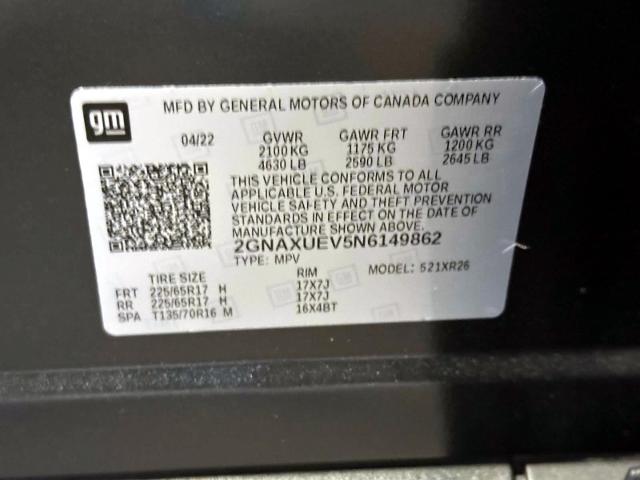 gm
MFD BY GENERAL MOTORS OF CANADA COMPANY
04/22 GVWR GAWR FRT GAWR RR
2100 KG 1175 KG 1200 KG
4630 LB 2590 LB 2645 LB
THIS VEHICLE CONFORMS TO ALL
APPLICABLE U.S. FEDERAL MOTOR
VEHICLE SAFETY AND THEFT PREVENTION
STANDARDS IN EFFECT ON THE DATE OF
MANUFACTURE SHOWN ABOVE.
2GNAXUEV5N6149862
TYPE: MPV MODEL: 521XR26
TIRE SIZE RIM
FRT 225/65R17 H 17X7J
RR 225/65R17 H 17X7J
SPA T135/70R16 M 16X4BT